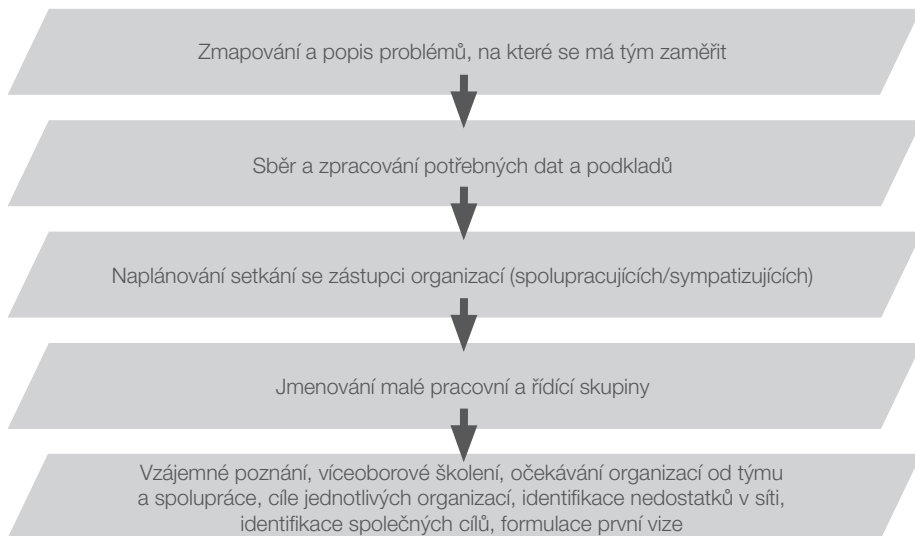 Zmapování a popis problémů, na které se má tým zaměřit
Sběr a zpracování potřebných dat a podkladů
Naplánování setkání se zástupci organizací (spolupracujících/sympatizujících)
Jmenování malé pracovní a řídící skupiny
Vzájemné poznání, víceoborové školení, očekávání organizací od týmu
a spolupráce, cíle jednotlivých organizací, identifikace nedostatků v síti,
identifikace společných cílů, formulace první vize